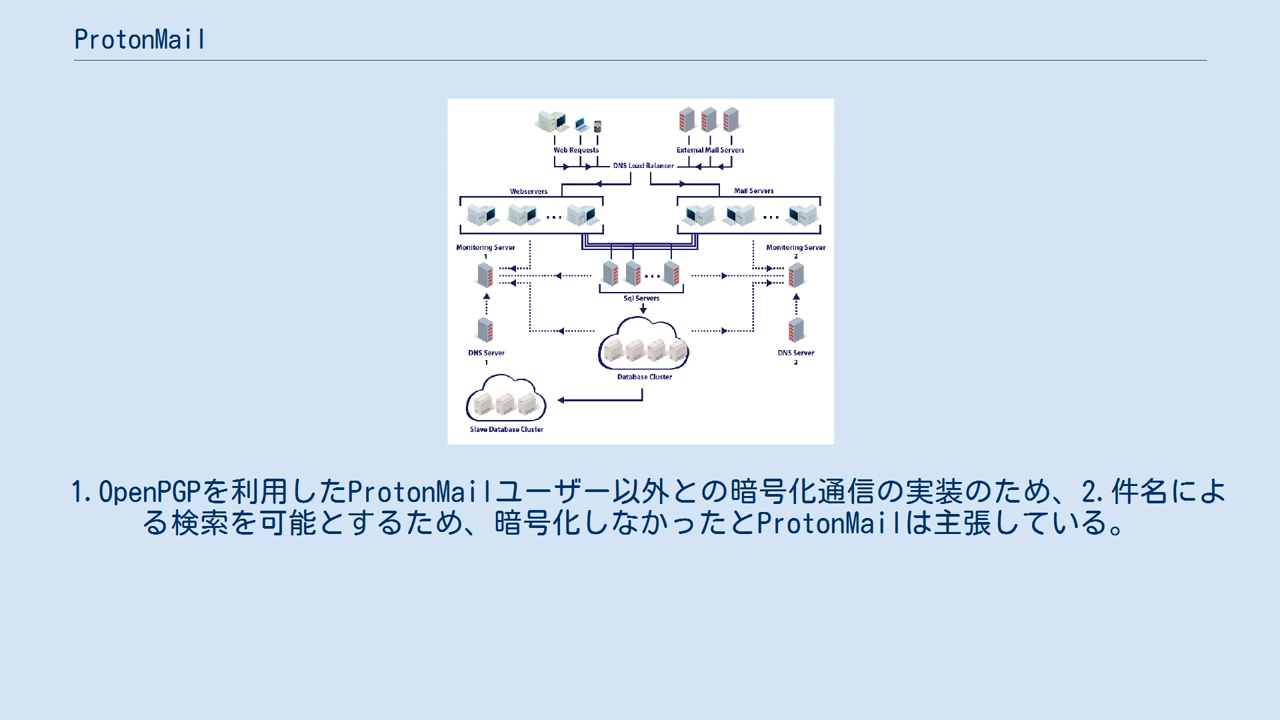 ProtonMail
Web Requests
External Mail Servers
DNS Load Balancer
Webservers
Mail Servers
Monitoring Server
1
Monitoring Server
2
Sql Servers
DNS Server
1
DNS Server
2
Database Cluster
Slave Database Cluster
1.OpenPGPを利用したProtonMailユーザー以外との暗号化通信の実装のため、2.件名によ
る検索を可能とするため、暗号化しなかったとProtonMailは主張している。